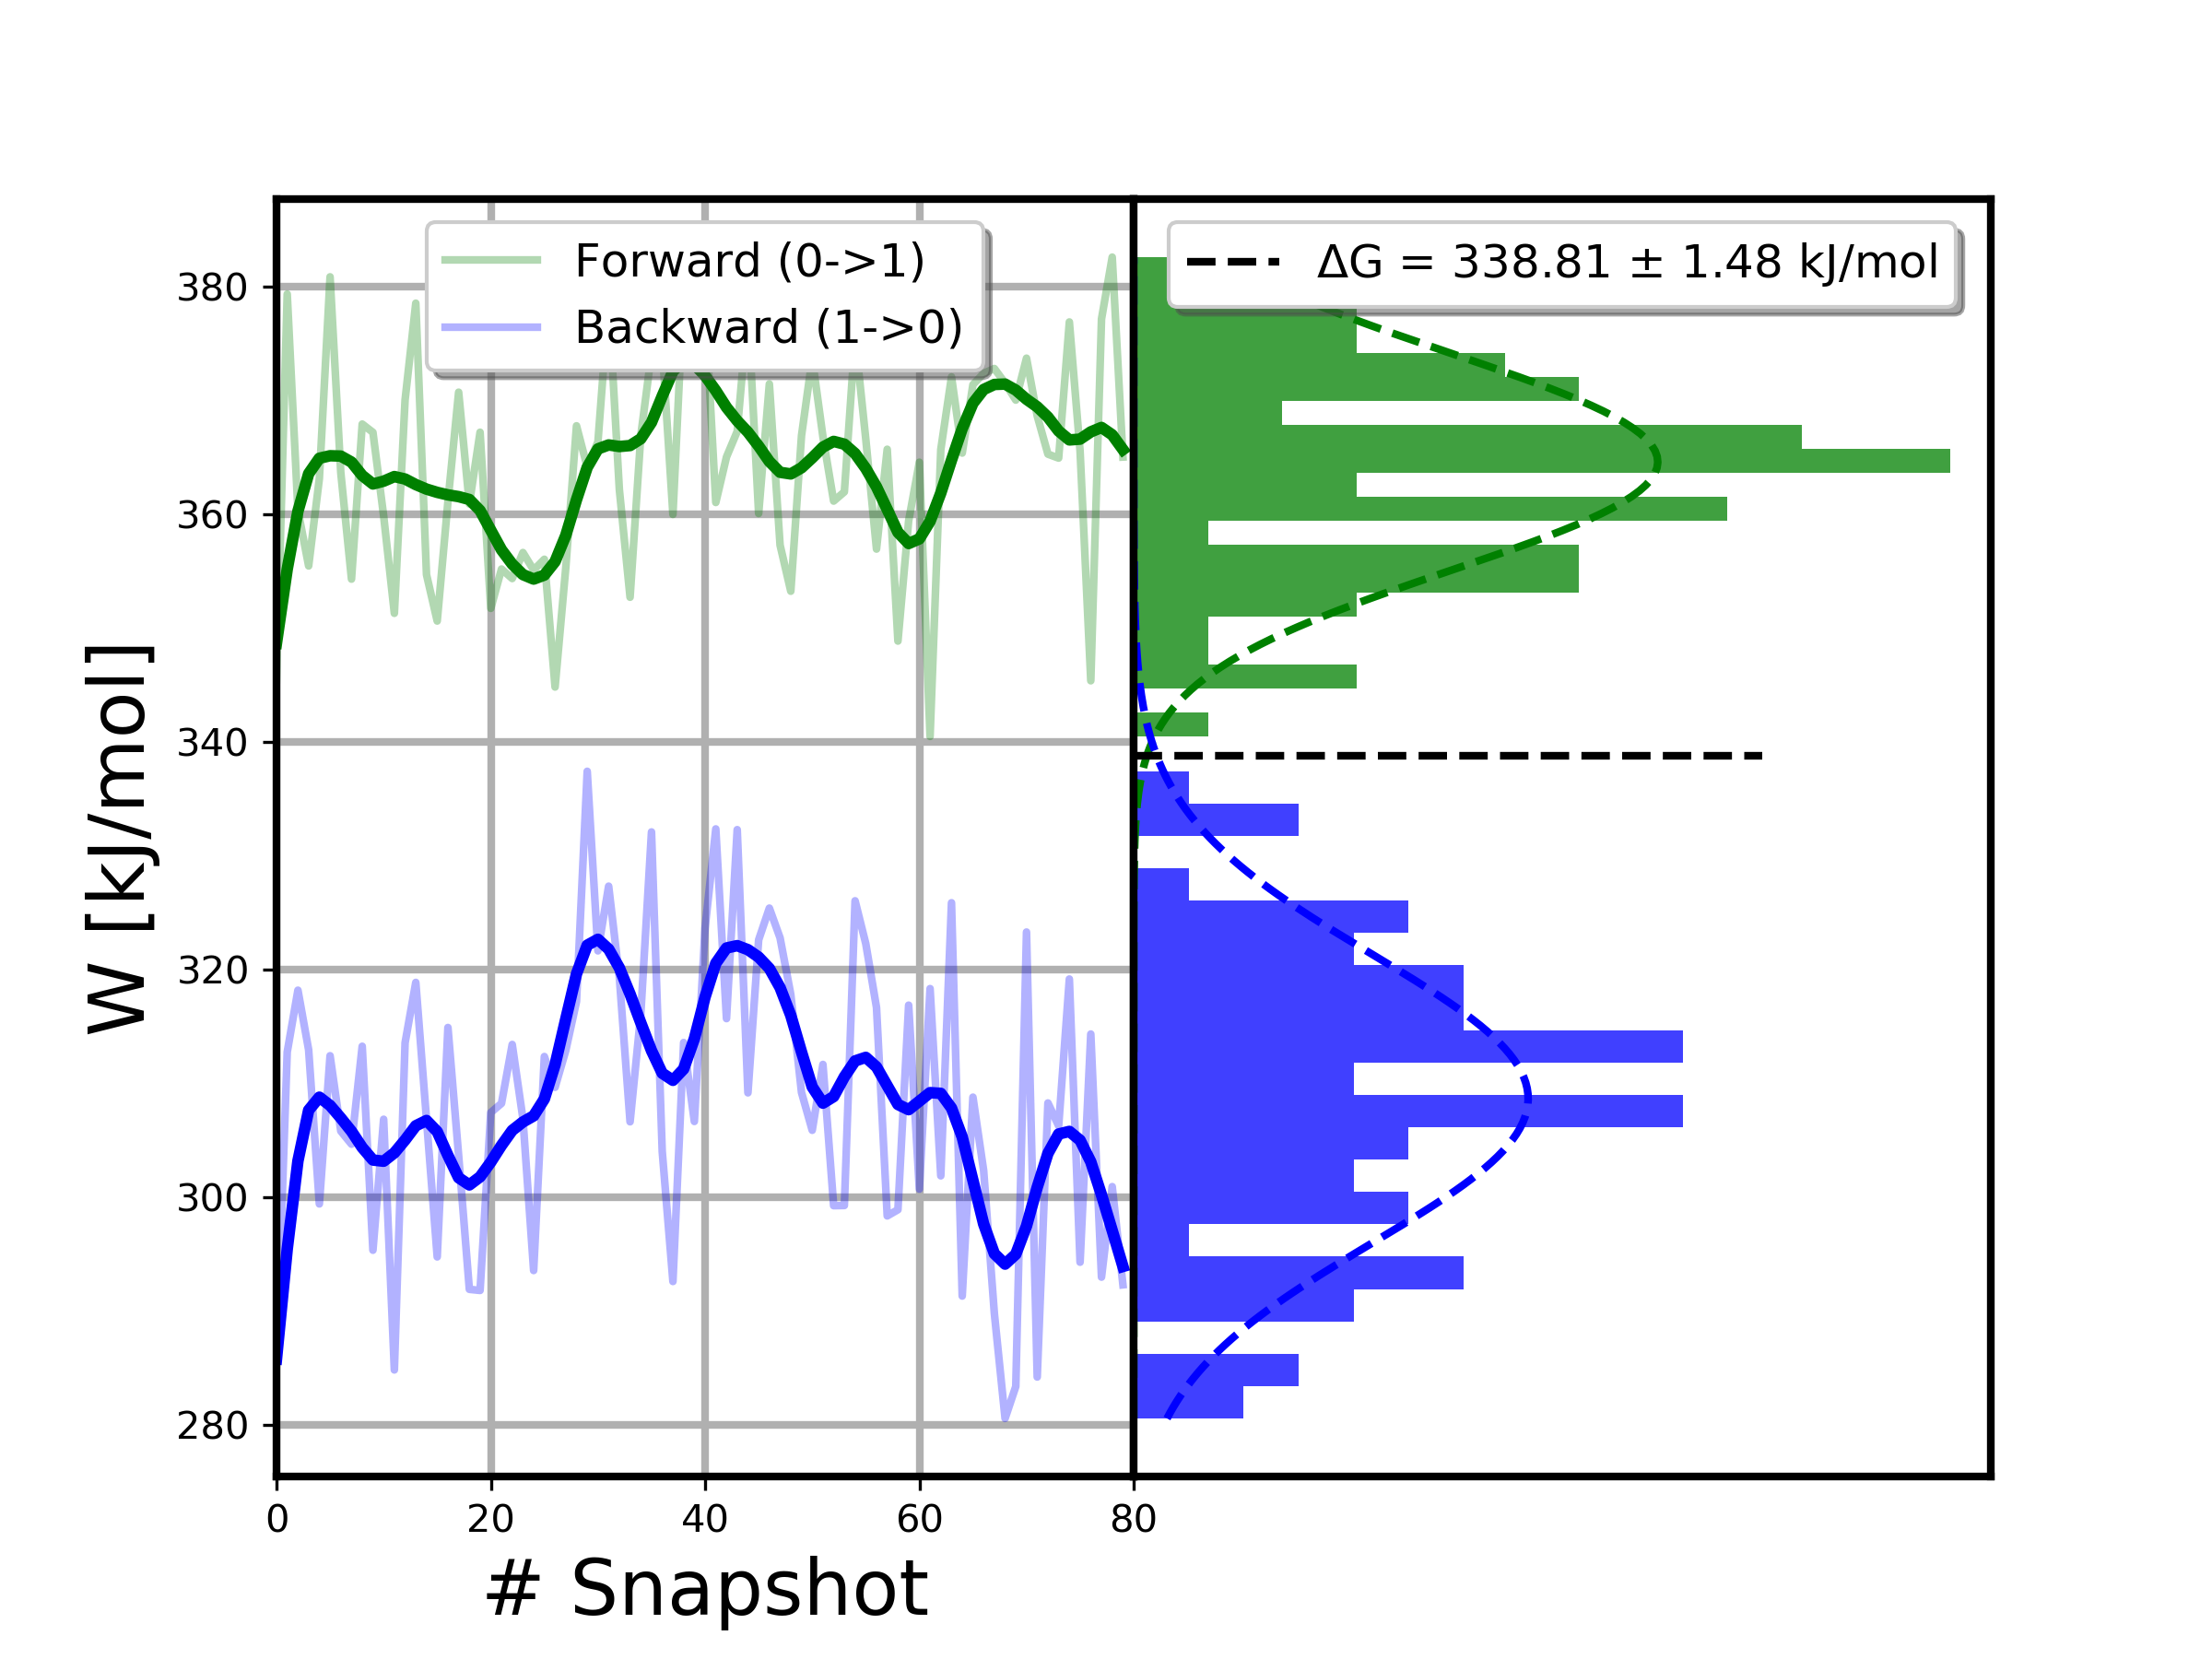 Forward (0->1)
Backward (1->0)
ΔG = 338.81 ± 1.48 kJ/mol
W [kJ/mol]
380
360
340
320
300
280
0 20 40 60 80
# Snapshot